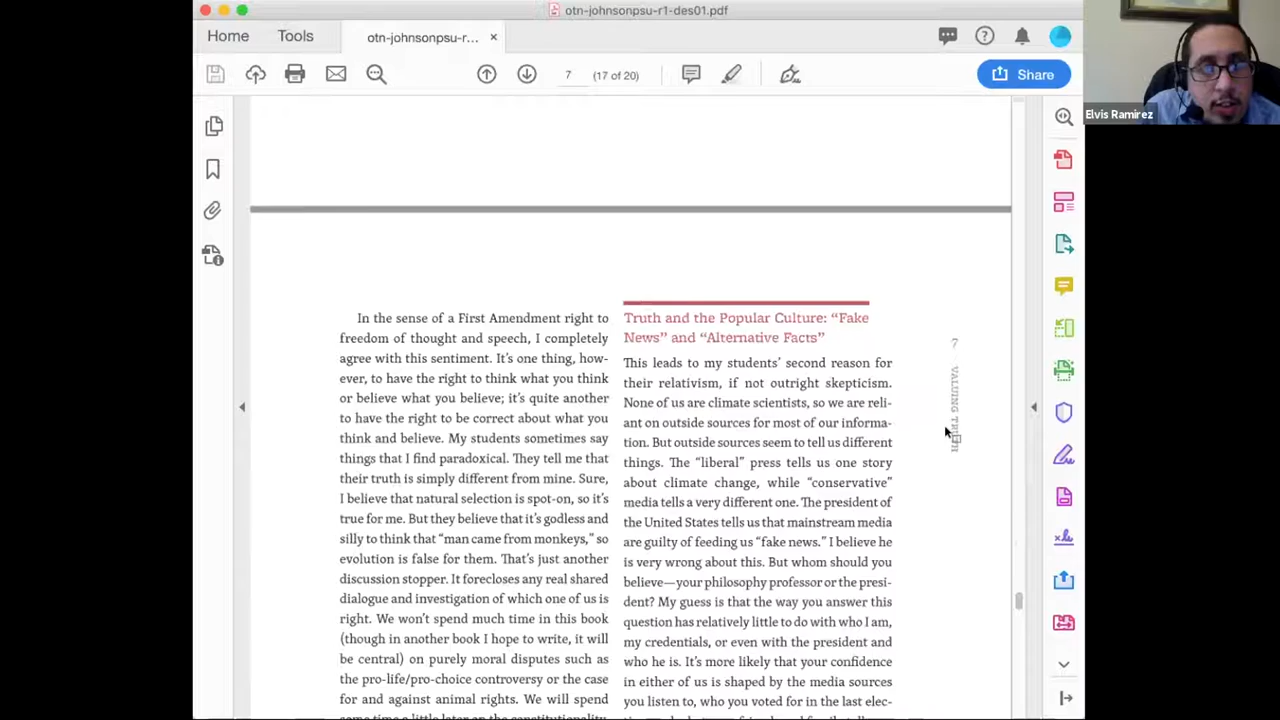 otn-johnsonpsu-r1-des01.pdf
Home
Tools
otn-johnsonpsu-r...
7
(17 of 20)
Share
Elvis Ramirez
In the sense of a First Amendment right to
freedom of thought and speech, I completely
agree with this sentiment. It's one thing, how-
ever, to have the right to think what you think
or believe what you believe; it's quite another
to have the right to be correct about what you
think and believe. My students sometimes say
things that I find paradoxical. They tell me that
their truth is simply different from mine. Sure,
I believe that natural selection is spot-on, so it's
true for me. But they believe that it's godless and
silly to think that “man came from monkeys,” so
evolution is false for them. That's just another
discussion stopper. It forecloses any real shared
dialogue and investigation of which one of us is
right. We won't spend much time in this book
(though in another book I hope to write, it will
be central) on purely moral disputes such as
the pro-life/pro-choice controversy or the case
for and against animal rights. We will spend
some time a little later on the constitutionality
Truth and the Popular Culture: “Fake
News” and “Alternative Facts”
This leads to my students' second reason for
their relativism, if not outright skepticism.
None of us are climate scientists, so we are reli-
ant on outside sources for most of our informa-
tion. But outside sources seem to tell us different
things. The “liberal” press tells us one story
about climate change, while “conservative”
media tells a very different one. The president of
the United States tells us that mainstream media
are guilty of feeding us “fake news.” I believe he
is very wrong about this. But whom should you
believe—your philosophy professor or the presi-
dent? My guess is that the way you answer this
question has relatively little to do with who I am,
my credentials, or even with the president and
who he is. It's more likely that your confidence
in either of us is shaped by the media sources
you listen to, who you voted for in the last elec-
7
VALUING TRUTH